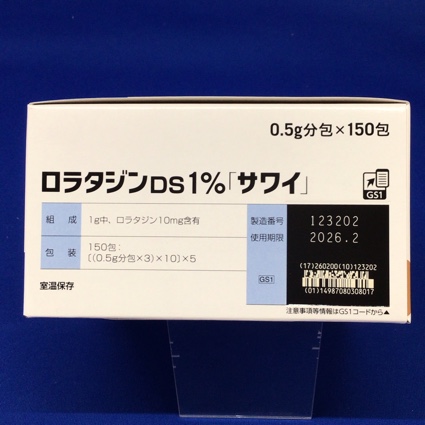 0.5g分包×150包
ロラタジンDS1%「サワイ」
GS1
組成 1g中、ロラタジン10mg含有
包装 150包:
[(0.5g分包×3)×10]×5
室温保存
製造番号 123202
使用期限 2026.2
(17)260200(10)123202
GS1
(01)14987080308017
注意事項等情報はGS1コードから▲